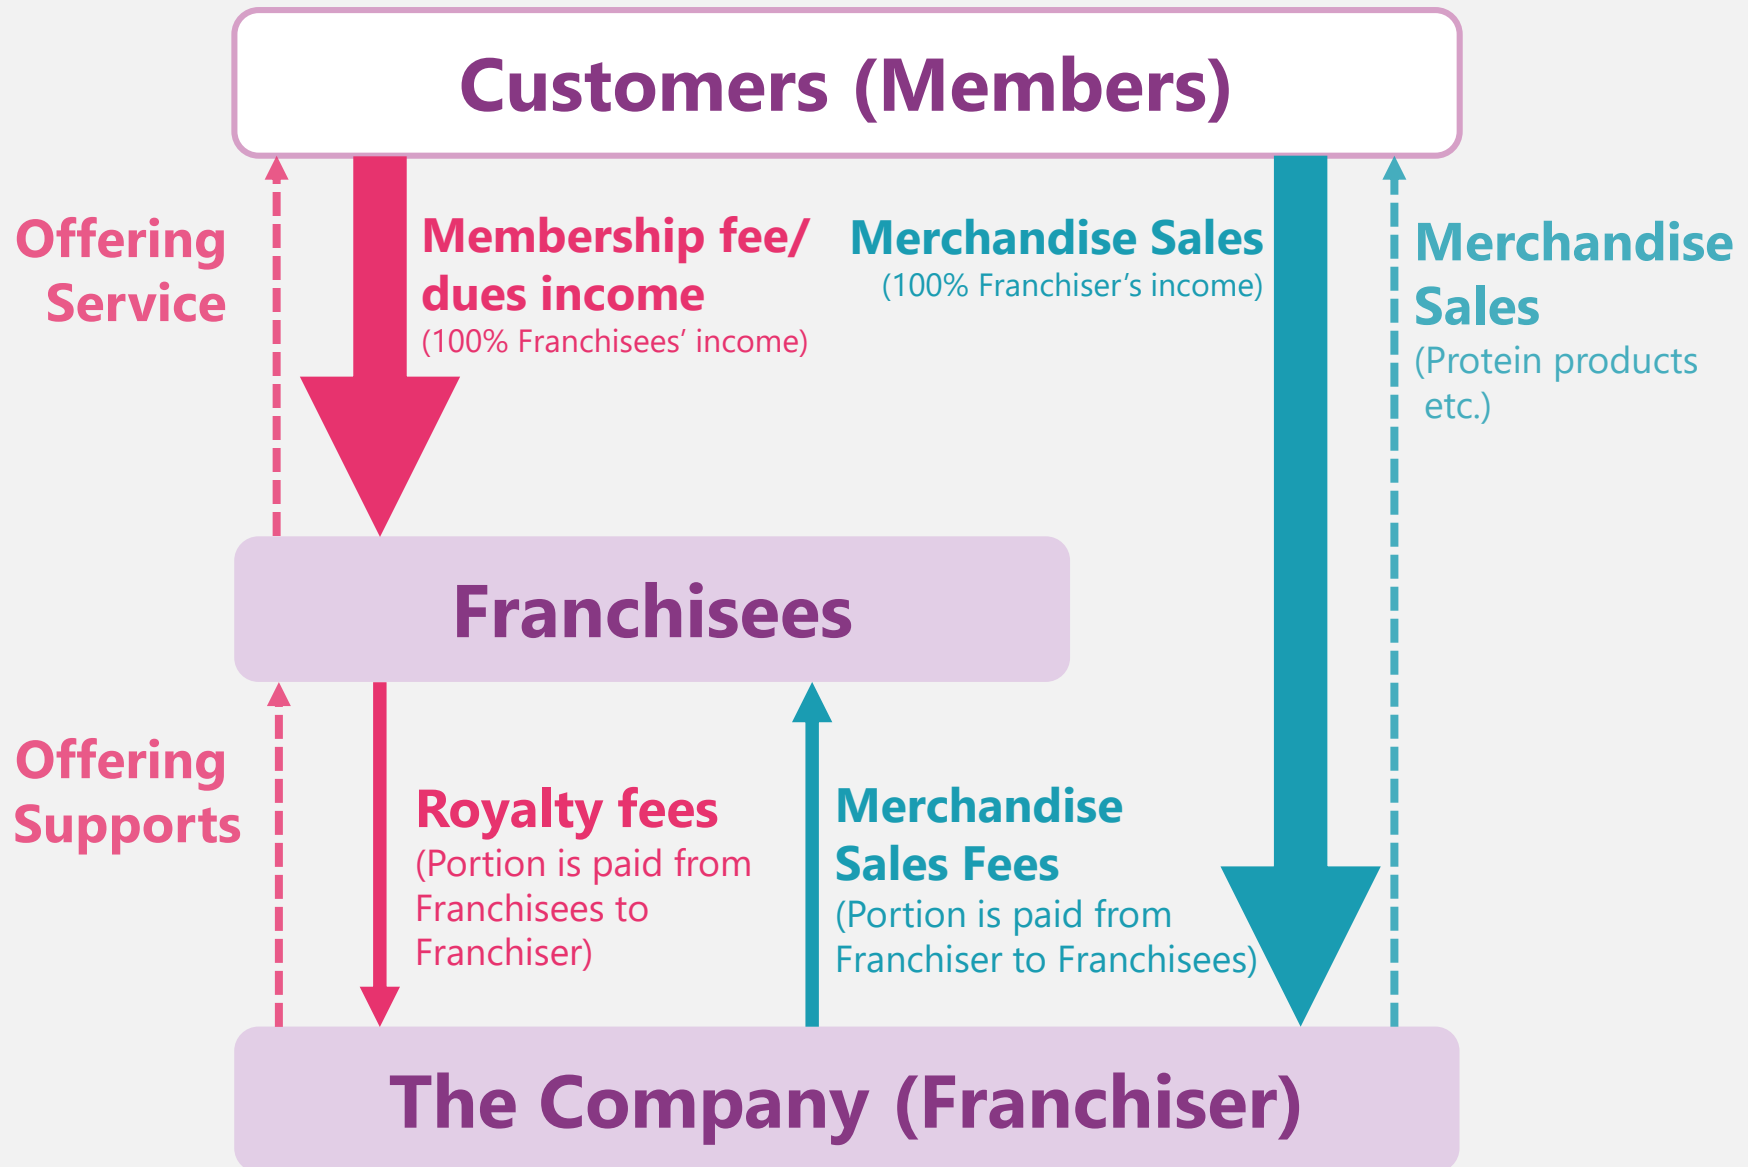 Customers (Members)
Offering
Service
Membership fee/
dues income
(100% Franchisees’ income)
Merchandise Sales
(100% Franchiser’s income)
Merchandise
Sales
(Protein products
etc.)
Franchisees
Offering
Supports
Royalty fees
(Portion is paid from
Franchisees to
Franchiser)
Merchandise
Sales Fees
(Portion is paid from
Franchiser to Franchisees)
The Company (Franchiser)